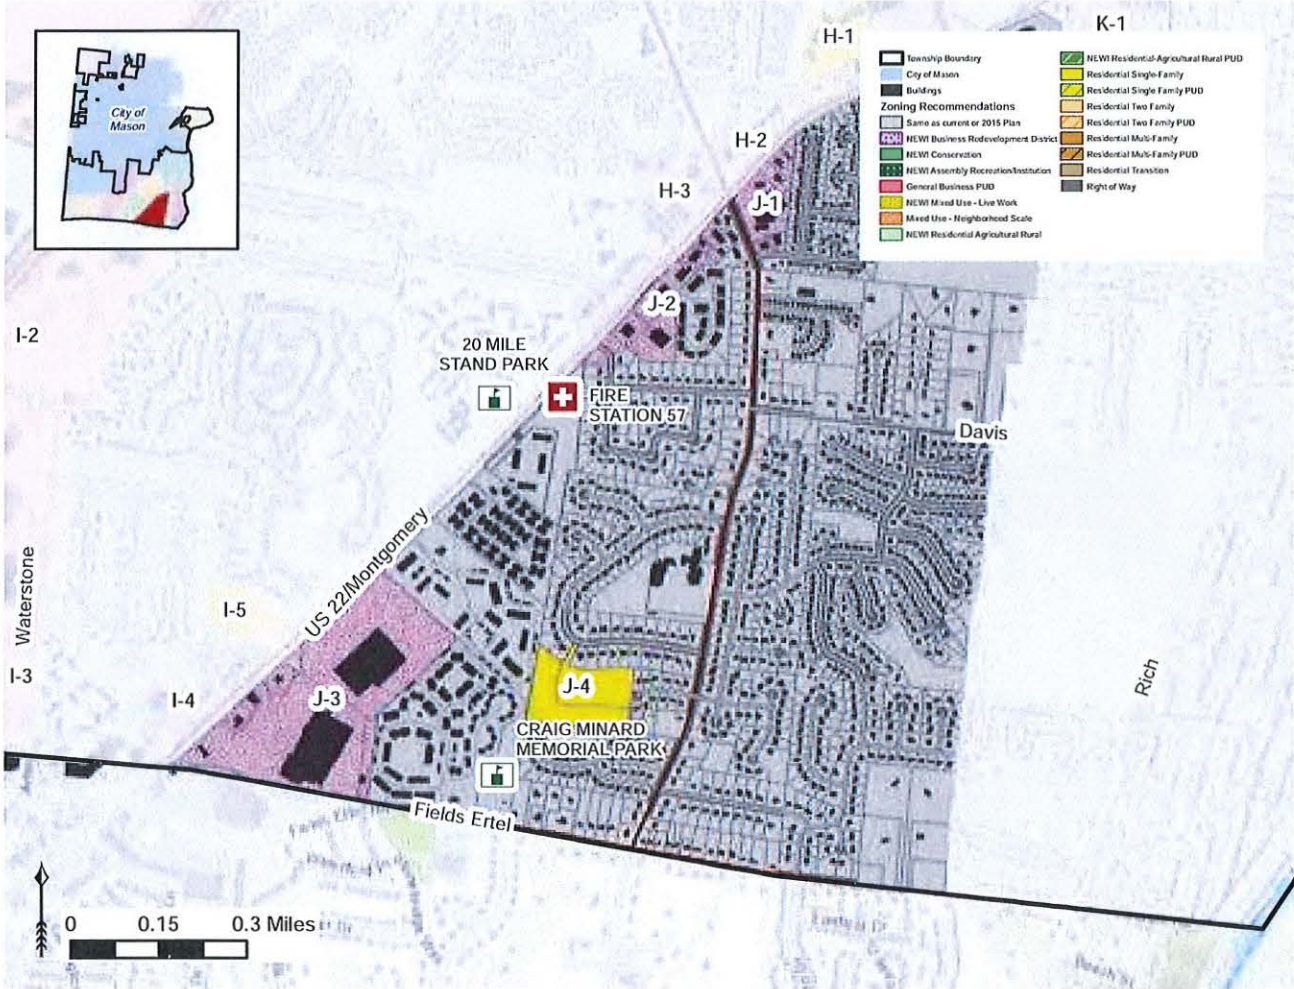 City of
Mason
H-1
K-1
Township Boundary
City of Mason
Buildings
Zoning Recommendations
Same as current or 2015 Plan
NEW! Business Redevelopment District
NEW! Conservation
NEW! Assembly Recreation/Institution
General Business PUD
NEW! Mixed Use - Live Work
Mixed Use - Neighborhood Scale
NEW! Residential Agricultural Rural
NEW! Residential-Agricultural Rural PUD
Residential Single-Family
Residential Single Family PUD
Residential Two Family
Residential Two Family PUD
Residential Multi-Family
Residential Multi-Family PUD
Residential Transition
Right of Way
H-2
H-3
J-1
J-2
I-2
20 MILE
STAND PARK
FIRE
STATION 57
Davis
US 22/Montgomery
Waterstone
I-5
I-3
I-4
J-3
J-4
Rich
CRAIG MINARD
MEMORIAL PARK
Fields Ertel
0 0.15 0.3 Miles